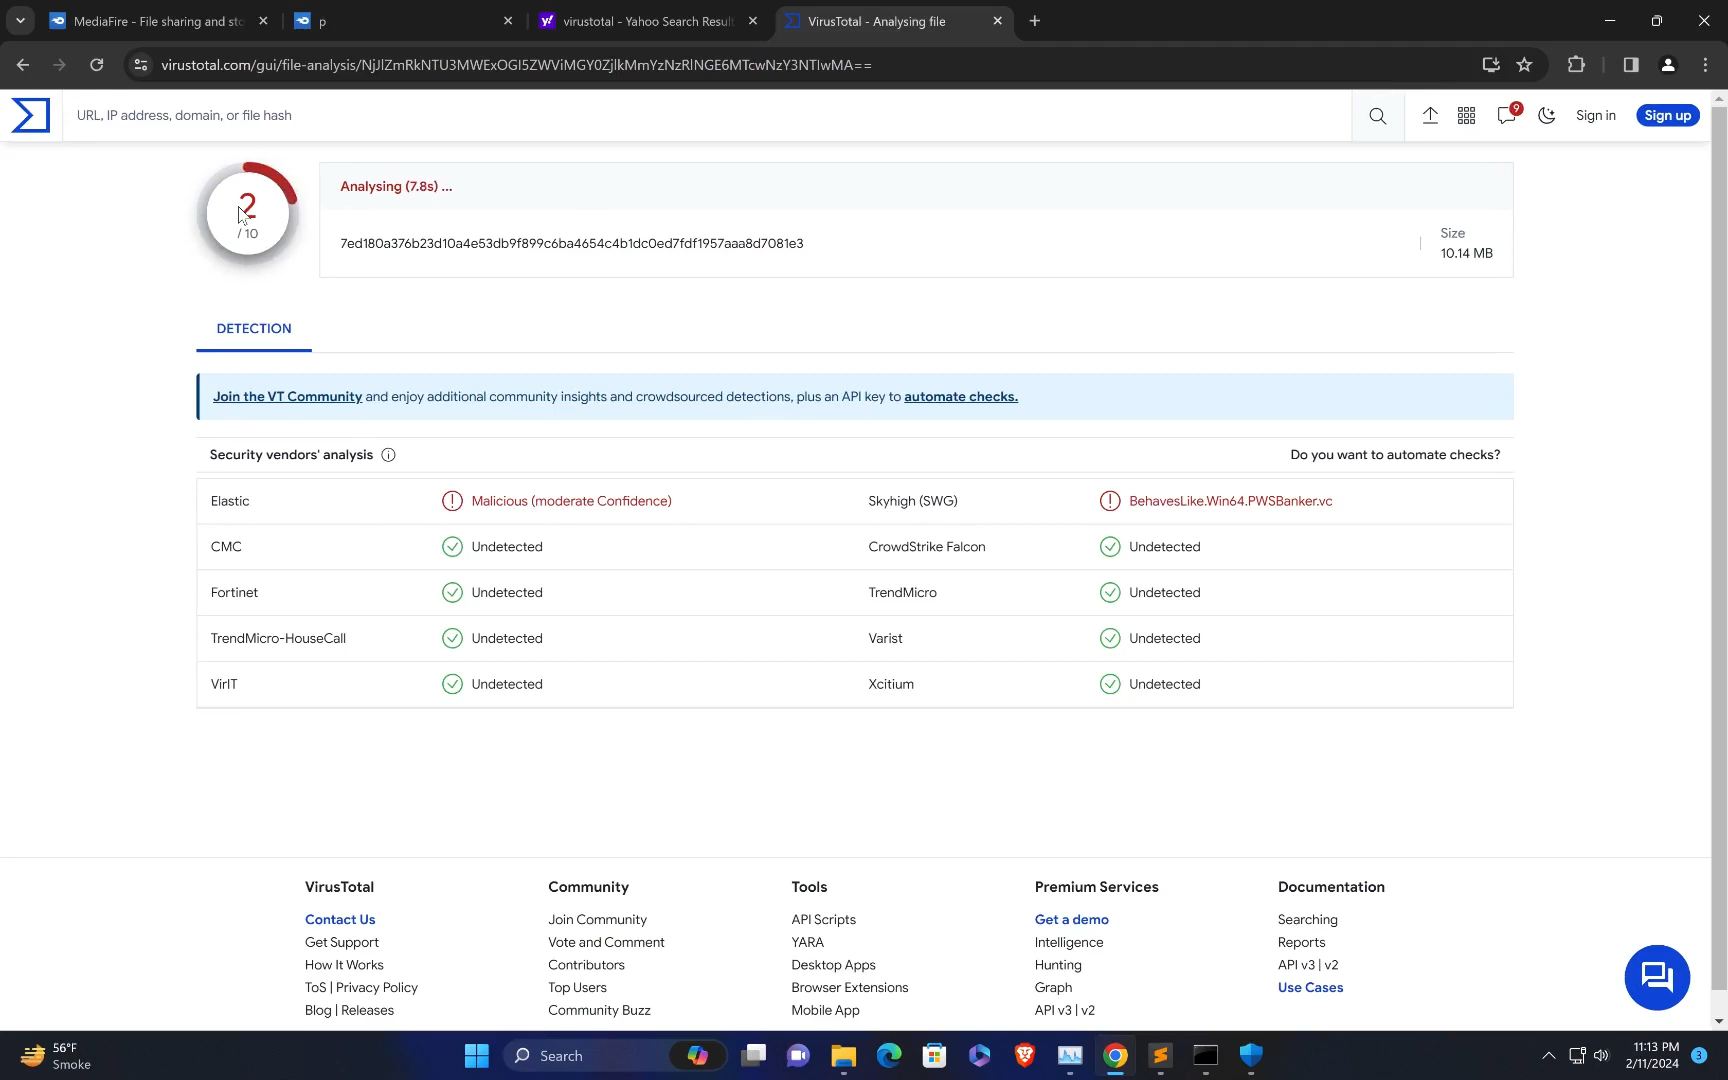 MediaFire - File sharing and sto
p
virustotal - Yahoo Search Result
VirusTotal - Analysing file
virustotal.com/gui/file-analysis/NjJlZmRkNTU3MWExOGI5ZWViMGY0ZjlkMmYzNzRlNGE6MTcwNzY3NTIwMA==
URL, IP address, domain, or file hash
9
Sign in
Sign up
2
/ 10
Analysing (7.8s) ...
7ed180a376b23d10a4e53db9f899c6ba4654c4b1dc0ed7fdf1957aaa8d7081e3
Size
10.14 MB
DETECTION
Join the VT Community and enjoy additional community insights and crowdsourced detections, plus an API key to automate checks.
Security vendors' analysis
Do you want to automate checks?
Elastic
Malicious (moderate Confidence)
Skyhigh (SWG)
BehavesLike.Win64.PWSBanker.vc
CMC
Undetected
CrowdStrike Falcon
Undetected
Fortinet
Undetected
TrendMicro
Undetected
TrendMicro-HouseCall
Undetected
Varist
Undetected
VirIT
Undetected
Xcitium
Undetected
VirusTotal
Community
Tools
Premium Services
Documentation
Contact Us
Join Community
API Scripts
Get a demo
Searching
Get Support
Vote and Comment
YARA
Intelligence
Reports
How It Works
Contributors
Desktop Apps
Hunting
API v3 | v2
ToS | Privacy Policy
Top Users
Browser Extensions
Graph
Use Cases
Blog | Releases
Community Buzz
Mobile App
API v3 | v2
56°F
Smoke
Search
11:13 PM
2/11/2024
3